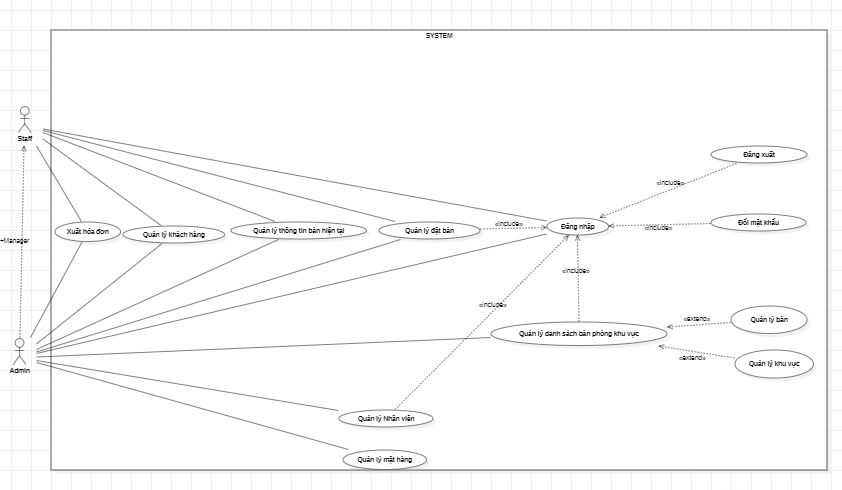 SYSTEM
Staff
Đăng xuất
«include»
Xuất hóa đơn
Quản lý khách hàng
Quản lý thông tin bàn hiện tại
Quản lý đặt bàn
«include»
Đăng nhập
«include»
Đổi mật khẩu
+Manager
«include»
«include»
«extend»
Quản lý bàn
Quản lý danh sách bàn phòng khu vực
«extend»
Quản lý khu vực
Admin
Quản lý Nhân viên
Quản lý mặt hàng